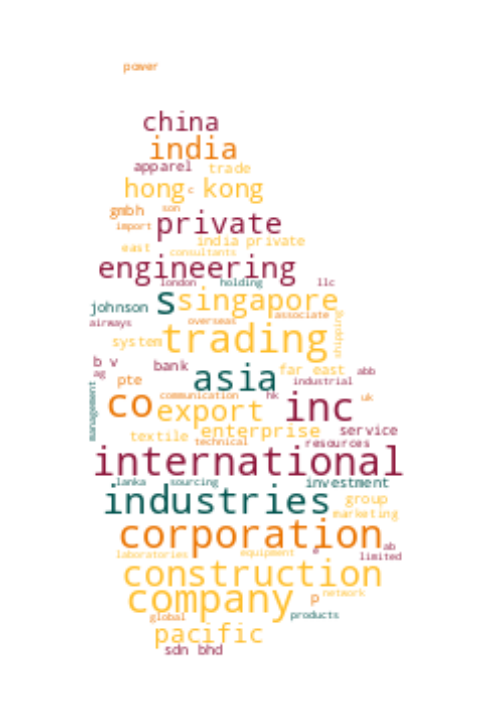 power
china
india
apparel trade
hong c kong
gmbh son
import private
east india private
consultants
engineering
london holding llc
s singapore
johnson associate
airways overseas shipping
system trading
b v bank far east abb
ag asia industrial
pte communication hk uk
management co export inc
textile enterprise service
technical resources
international
lanka sourcing investment
industries group
marketing
corporation
laboratories equipment e ab
limited
construction
company p network
global products
pacific
sdn bhd